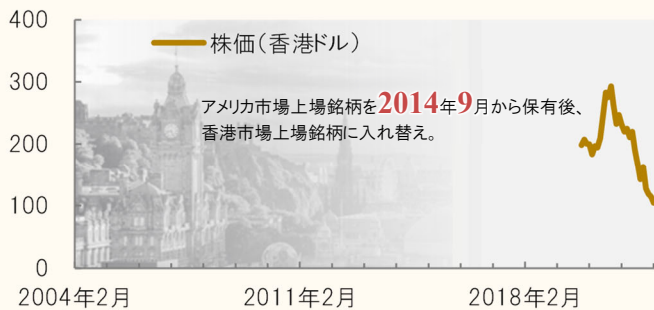 400
株価（香港ドル）
300
アメリカ市場上場銘柄を2014年9月から保有後、
香港市場上場銘柄に入れ替え。
200
100
0
2004年2月 2011年2月 2018年2月